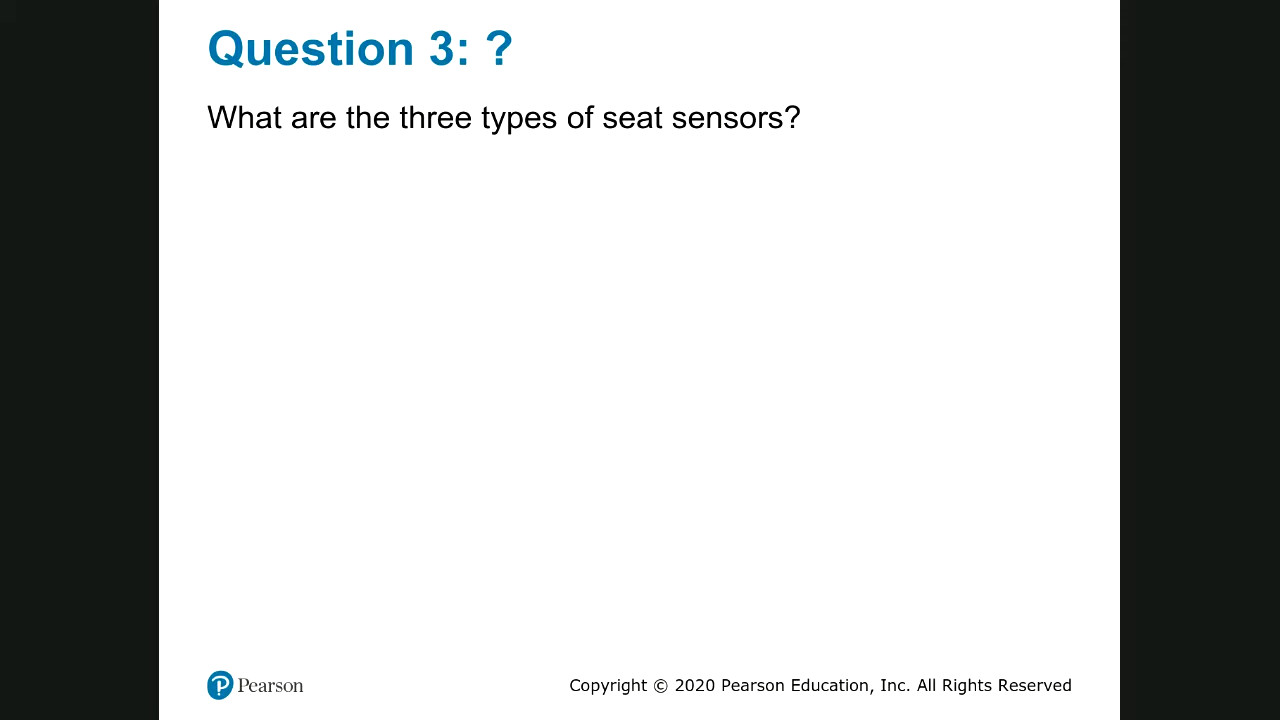 Question 3: ?
What are the three types of seat sensors?
Pearson
Copyright © 2020 Pearson Education, Inc. All Rights Reserved